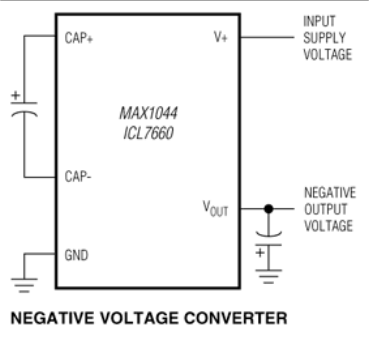 CAP+
V+
INPUT
SUPPLY
VOLTAGE
+
MAX1044
ICL7660
CAP-
VOUT
NEGATIVE
OUTPUT
VOLTAGE
GND
+
NEGATIVE VOLTAGE CONVERTER